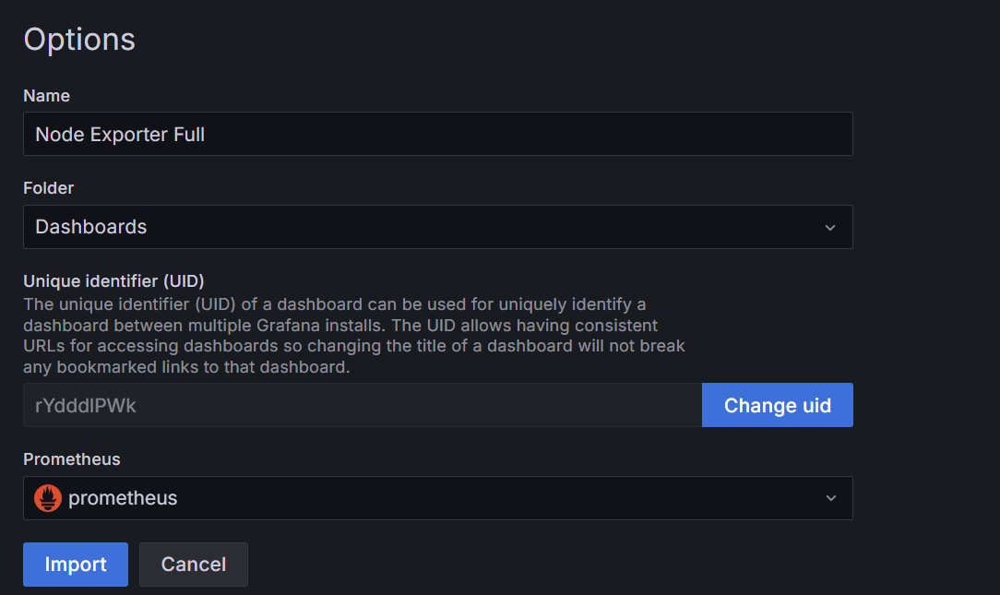 Options
Name
Node Exporter Full
Folder
Dashboards
Unique identifier (UID)
The unique identifier (UID) of a dashboard can be used for uniquely identify a
dashboard between multiple Grafana installs. The UID allows having consistent
URLs for accessing dashboards so changing the title of a dashboard will not break
any bookmarked links to that dashboard.
rYdddlPWk
Change uid
Prometheus
prometheus
Import
Cancel